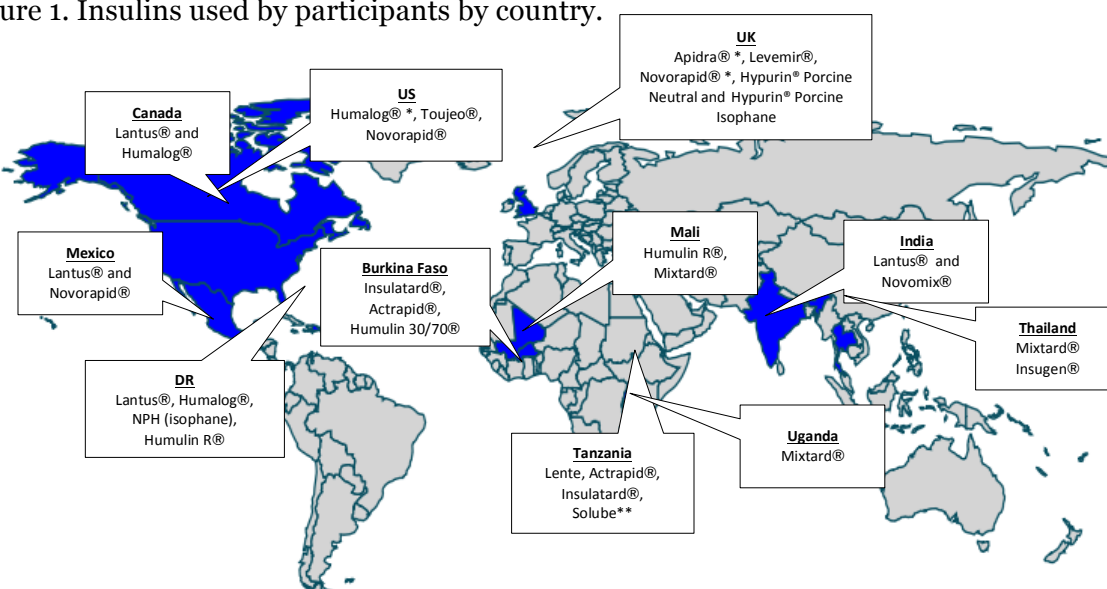 ure 1. Insulins used by participants by country.
UK
Apidra® *, Levemir®,
Novorapid® *, Hypurin® Porcine
Neutral and Hypurin® Porcine
Isophane
US
Humalog® *, Toujeo®,
Novorapid®
Canada
Lantus® and
Humalog®
Mexico
Lantus® and
Novorapid®
Burkina Faso
Insulatard®,
Actrapid®,
Humulin 30/70®
Mali
Humulin R®,
Mixtard®
India
Lantus® and
Novomix®
Thailand
Mixtard®
Insugen®
DR
Lantus®, Humalog®,
NPH (isophane),
Humulin R®
Tanzania
Lente, Actrapid®,
Insulatard®,
Solube**
Uganda
Mixtard®